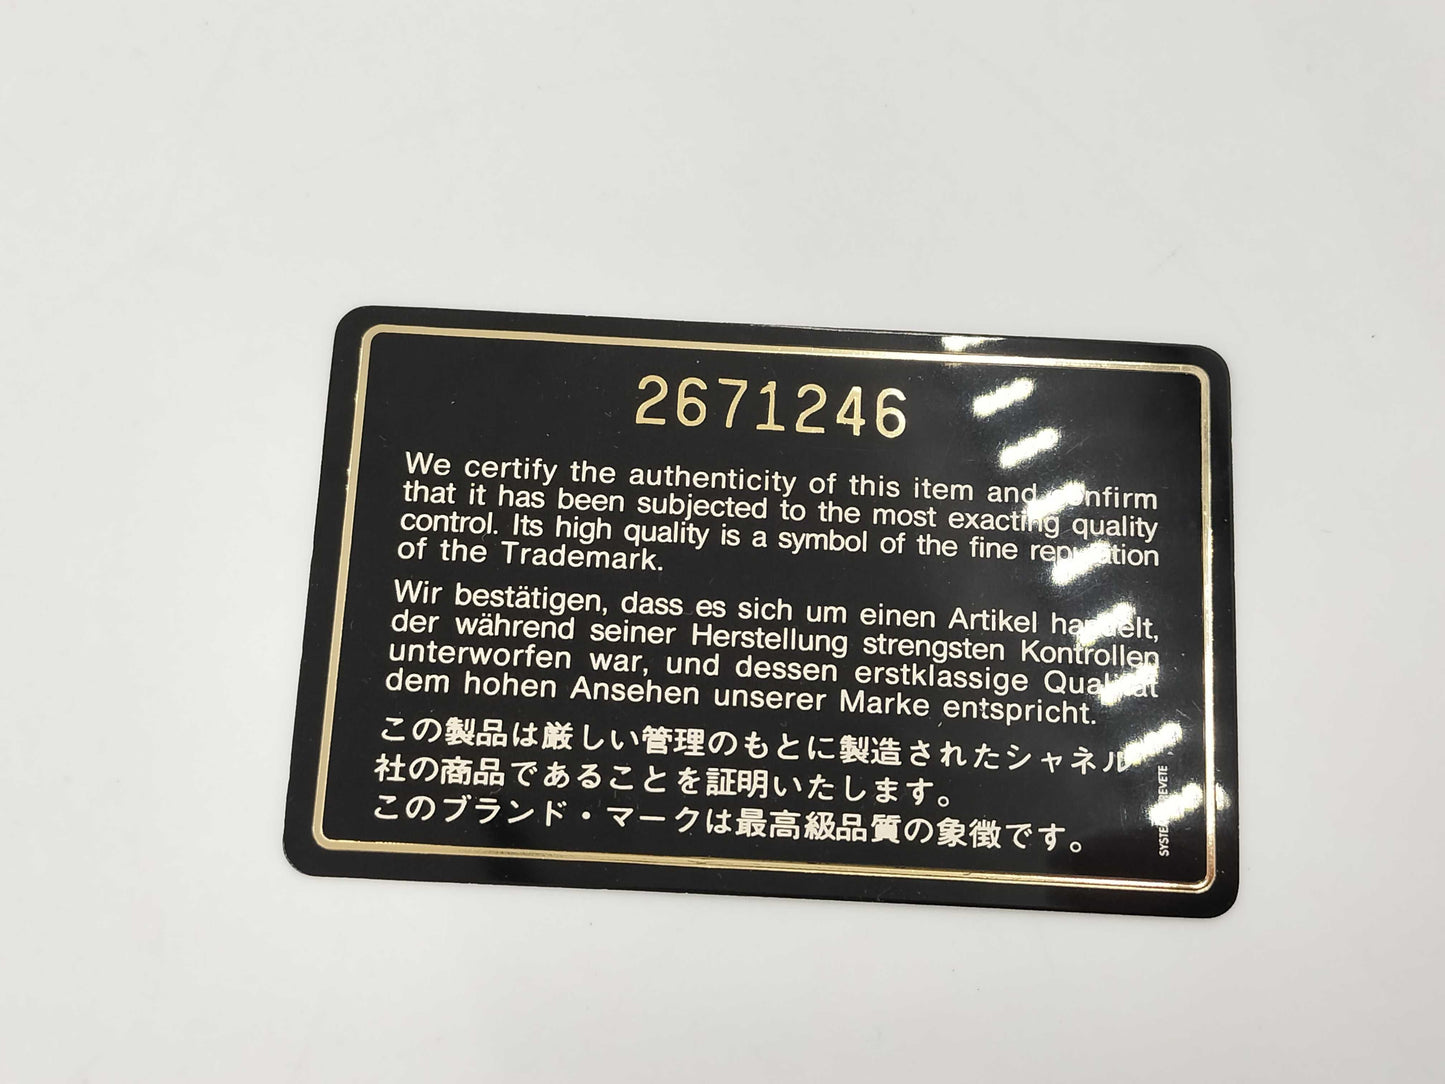 2671246
We certify the authenticity of this item and confirm
that it has been subjected to the most exacting quality
control. Its high quality is a symbol of the fine reputation
of the Trademark.
Wir bestätigen, dass es sich um einen Artikel handelt,
der während seiner Herstellung strengsten Kontrollen
unterworfen war, und dessen erstklassige Qualität
dem hohen Ansehen unserer Marke entspricht.
この製品は厳しい管理のもとに製造されたシャネル
社の商品であることを証明いたします。
このブランド・マークは最高級品質の象徴です。